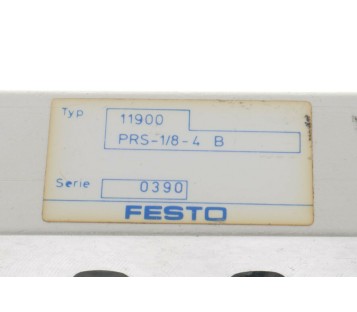 Typ 11900
PRS-1/8-4 B
Serie 0390
FESTO